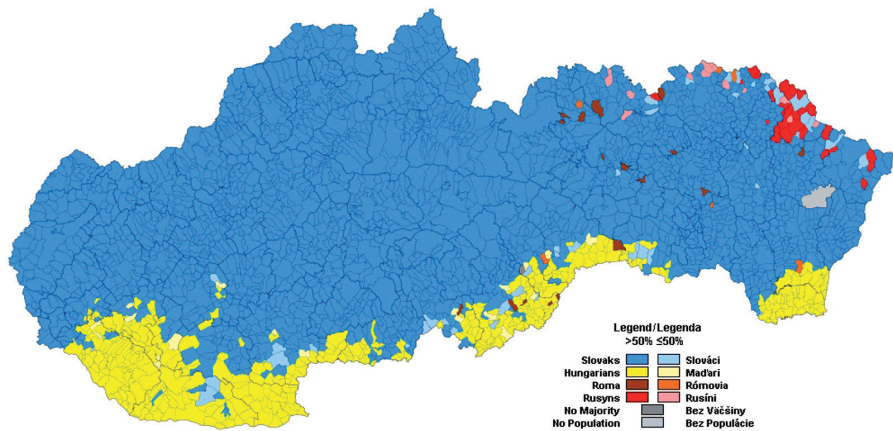 Legend/Legenda
>50% ≤50%
Slovaks Slováci
Hungarians Maďari
Roma Rómovia
Rusyns Rusíni
No Majority Bez Väčšiny
No Population Bez Populácie